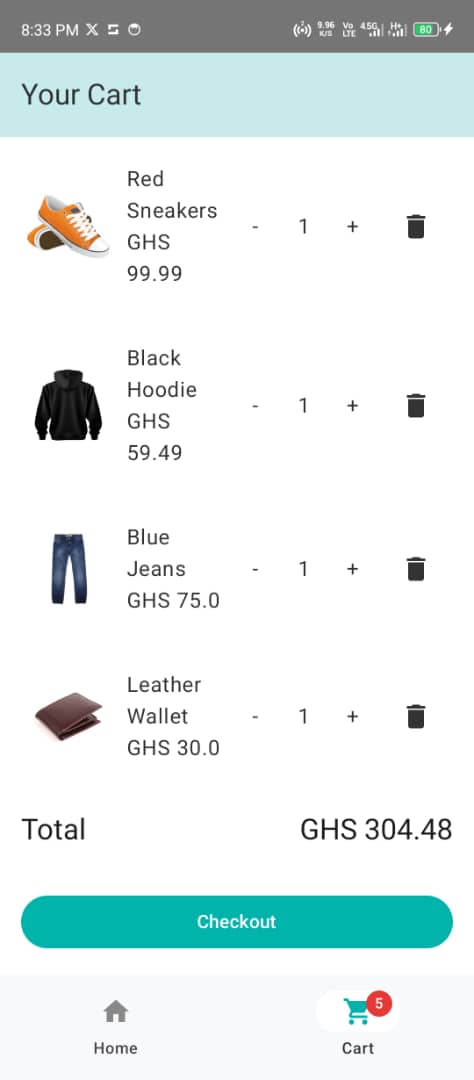 8:33 PM
9.96 K/S Vo LTE 4.5G H+ 80
Your Cart
Red
Sneakers
GHS
99.99
- 1 +
Black
Hoodie
GHS
59.49
- 1 +
Blue
Jeans
GHS 75.0
- 1 +
Leather
Wallet
GHS 30.0
- 1 +
Total GHS 304.48
Checkout
5
Home Cart